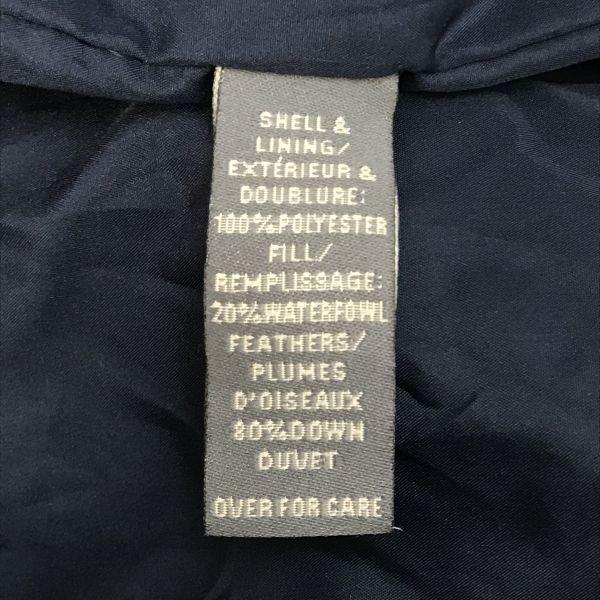 SHELL &
LINING/
EXTÉRIEUR &
DOUBLURE:
100%POLYESTER
FILL/
REMPLISSAGE:
20%WATERFOWL
FEATHERS/
PLUMES
D'OISEAUX
80%DOWN
DUVET
OVER FOR CARE